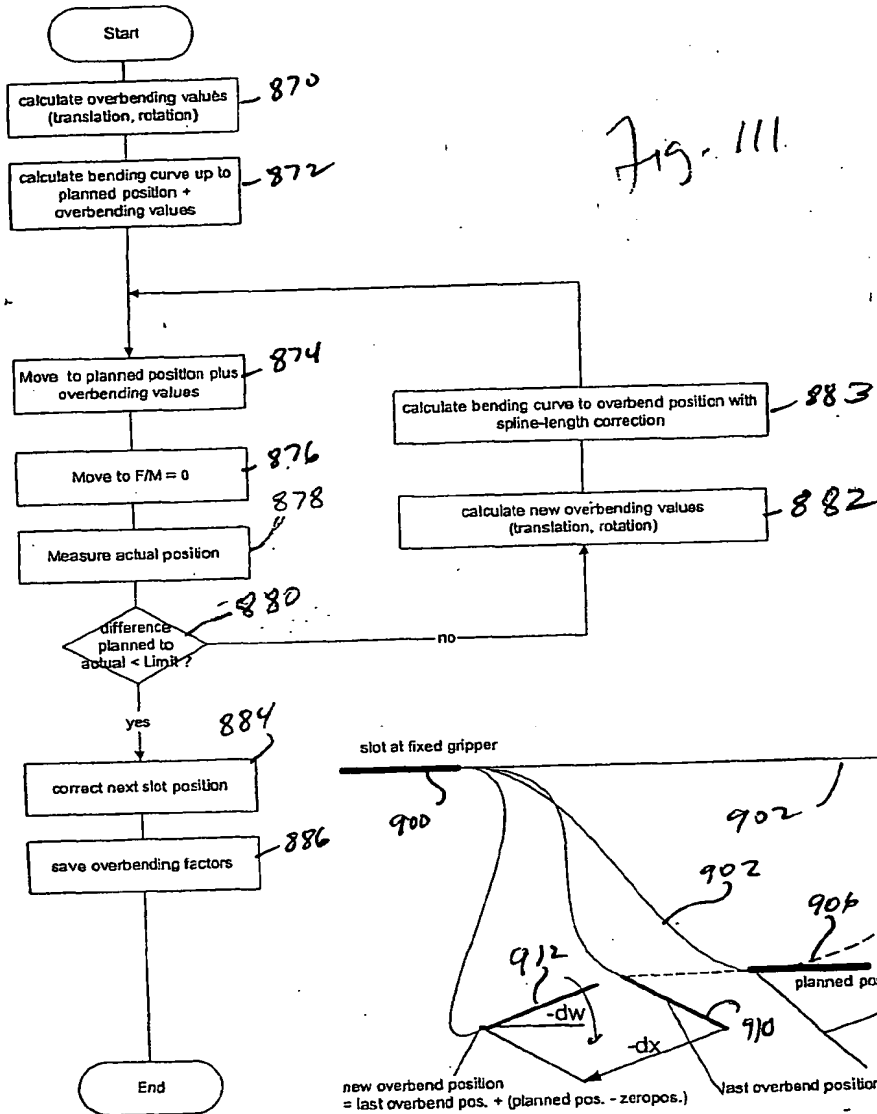 Start
calculate overbending values
(translation, rotation)
870
Fig. 111
calculate bending curve up to
planned position +
overbending values
872
Move to planned position plus
overbending values
874
calculate bending curve to overbend position with
spline-length correction
883
Move to F/M = 0
876
calculate new overbending values
(translation, rotation)
882
Measure actual position
878
difference
planned to
actual < Limit ?
880
no
yes
correct next slot position
884
save overbending factors
886
End
slot at fixed gripper
900
902
902
906
planned pos
912
-dw
910
-dx
new overbend position
= last overbend pos. + (planned pos. - zeropos.)
last overbend position